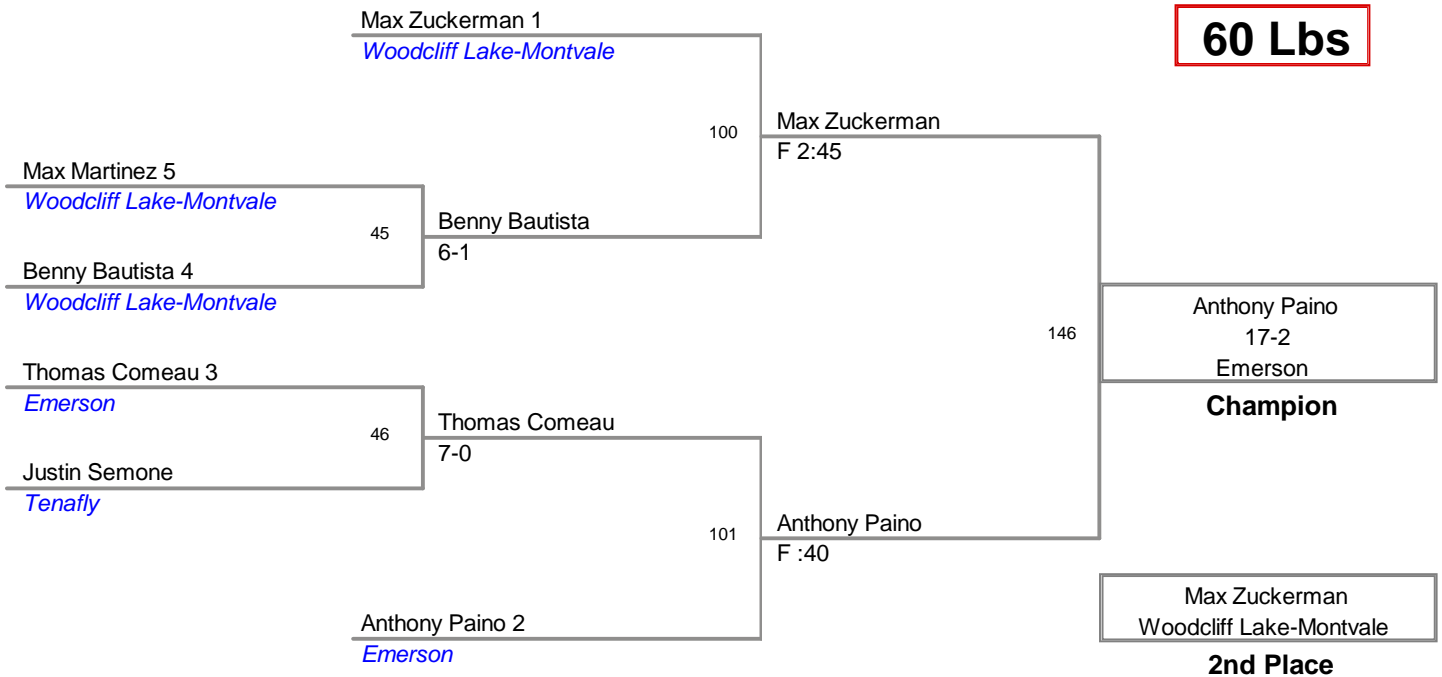 Max Zuckerman 1
Woodcliff Lake-Montvale
60 Lbs
100
Max Zuckerman
F 2:45
Max Martinez 5
Woodcliff Lake-Montvale
45
Benny Bautista
6-1
Benny Bautista 4
Woodcliff Lake-Montvale
146
Anthony Paino
17-2
Emerson
Champion
Thomas Comeau 3
Emerson
46
Thomas Comeau
7-0
Justin Semone
Tenafly
101
Anthony Paino
F :40
Anthony Paino 2
Emerson
Max Zuckerman
Woodcliff Lake-Montvale
2nd Place